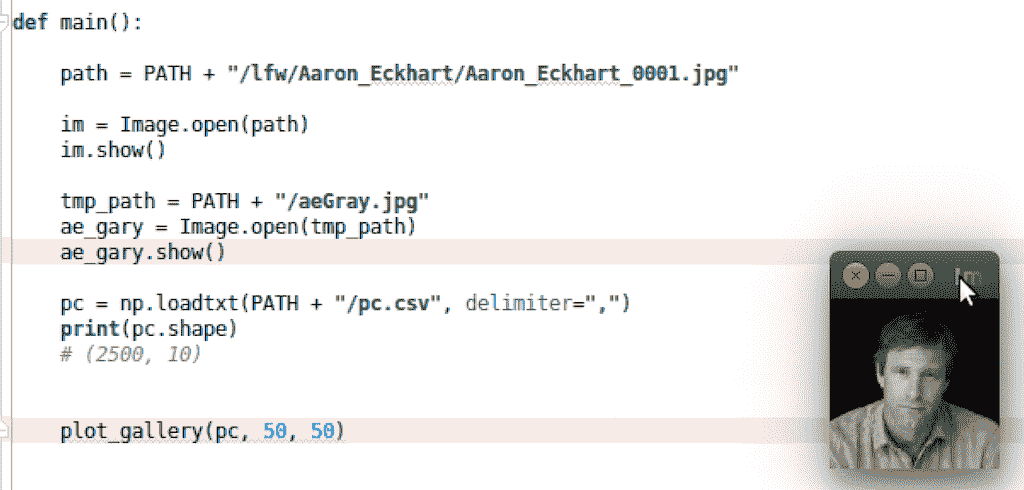 def main():
path = PATH + "/lfw/Aaron_Eckhart/Aaron_Eckhart_0001.jpg"
im = Image.open(path)
im.show()
tmp_path = PATH + "/aeGray.jpg"
ae_gary = Image.open(tmp_path)
ae_gary.show()
pc = np.loadtxt(PATH + "/pc.csv", delimiter=",")
print(pc.shape)
# (2500, 10)
plot_gallery(pc, 50, 50)